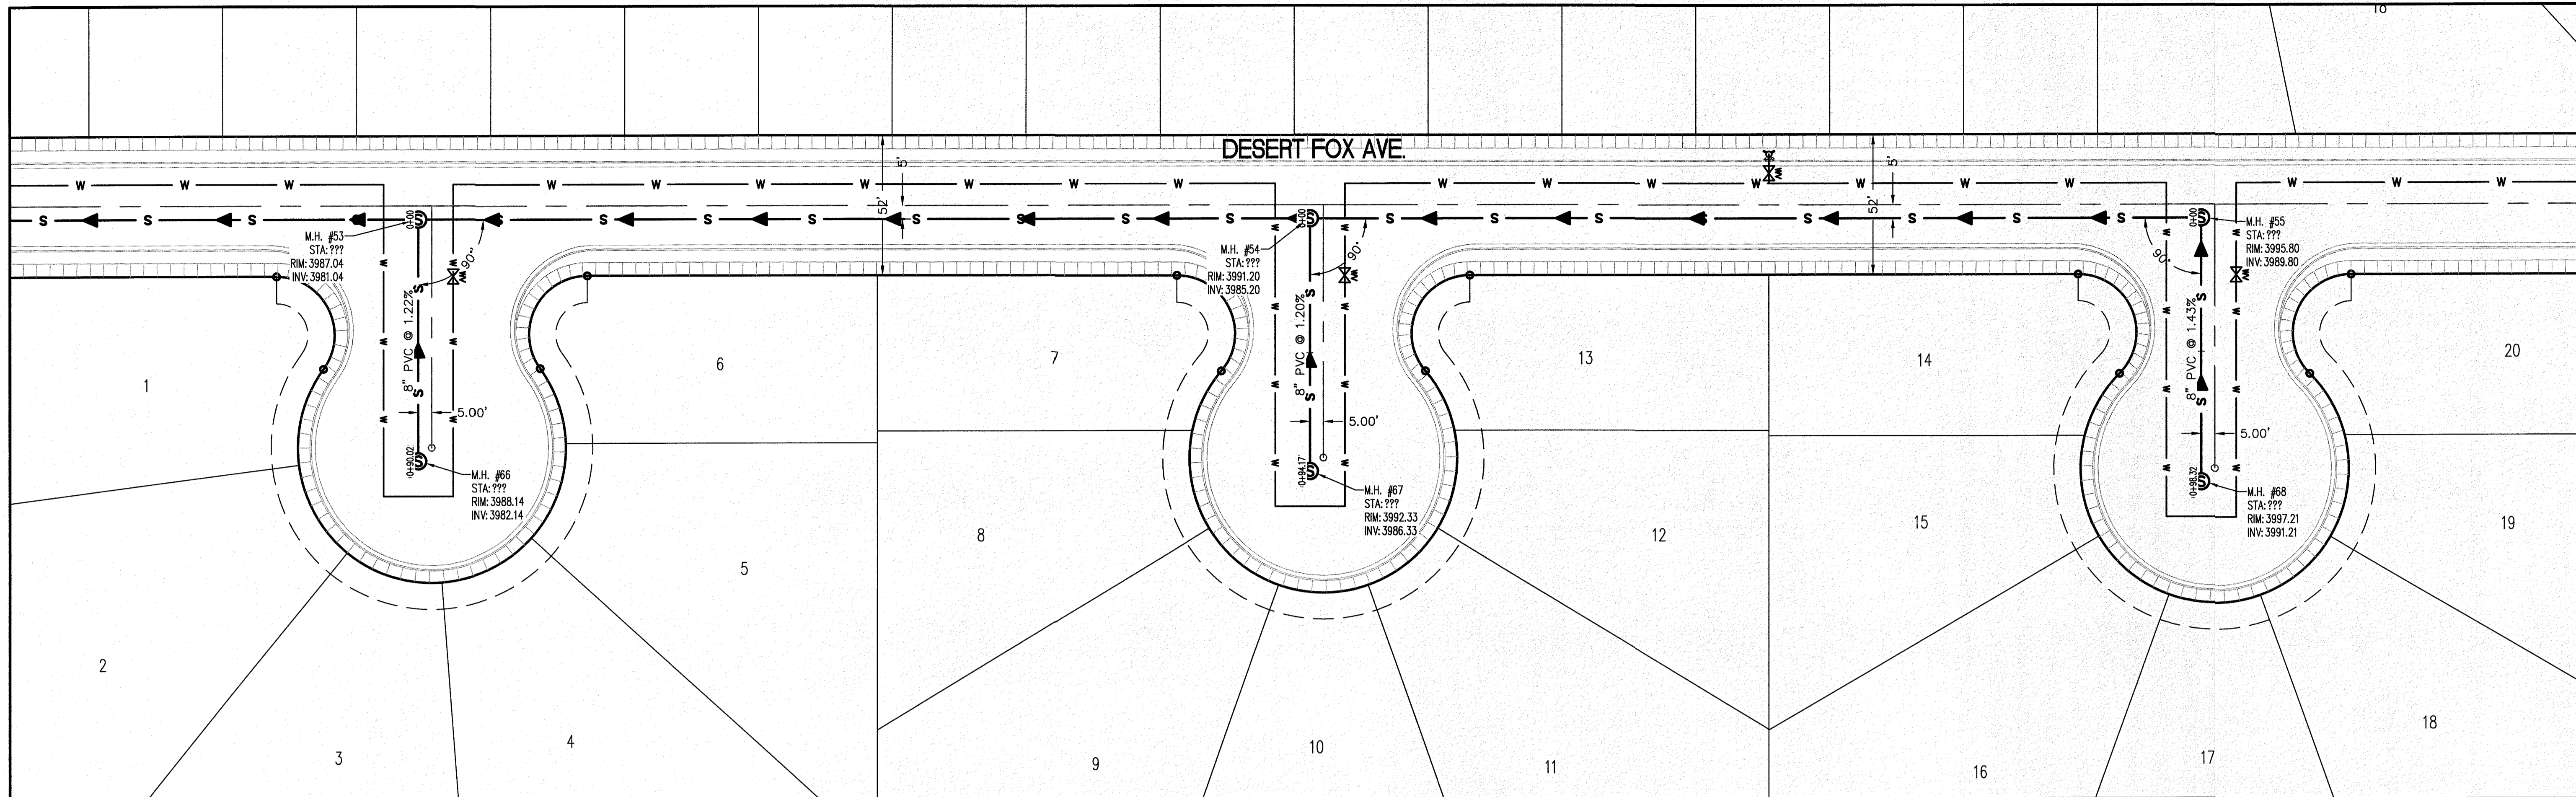 DESERT FOX AVE.
W W W W W W W W W W W W W W W W W W W
5'
52'
5'
52'
W
S S S S S S S S S S S S S S S S S
0+00
M.H. #53
STA: ???
RIM: 3987.04
INV: 3981.04
90°
W
8" PVC @ 1.22%
5.00'
0+90.02
M.H. #66
STA: ???
RIM: 3988.14
INV: 3982.14
0+00
M.H. #54
STA: ???
RIM: 3991.20
INV: 3985.20
90°
W
8" PVC @ 1.20%
5.00'
0+94.17
M.H. #67
STA: ???
RIM: 3992.33
INV: 3986.33
0+00
M.H. #55
STA: ???
RIM: 3995.80
INV: 3989.80
90°
W
8" PVC @ 1.43%
5.00'
0+98.32
M.H. #68
STA: ???
RIM: 3997.21
INV: 3991.21
1
2
3
4
5
6
7
8
9
10
11
12
13
14
15
16
17
18
19
20